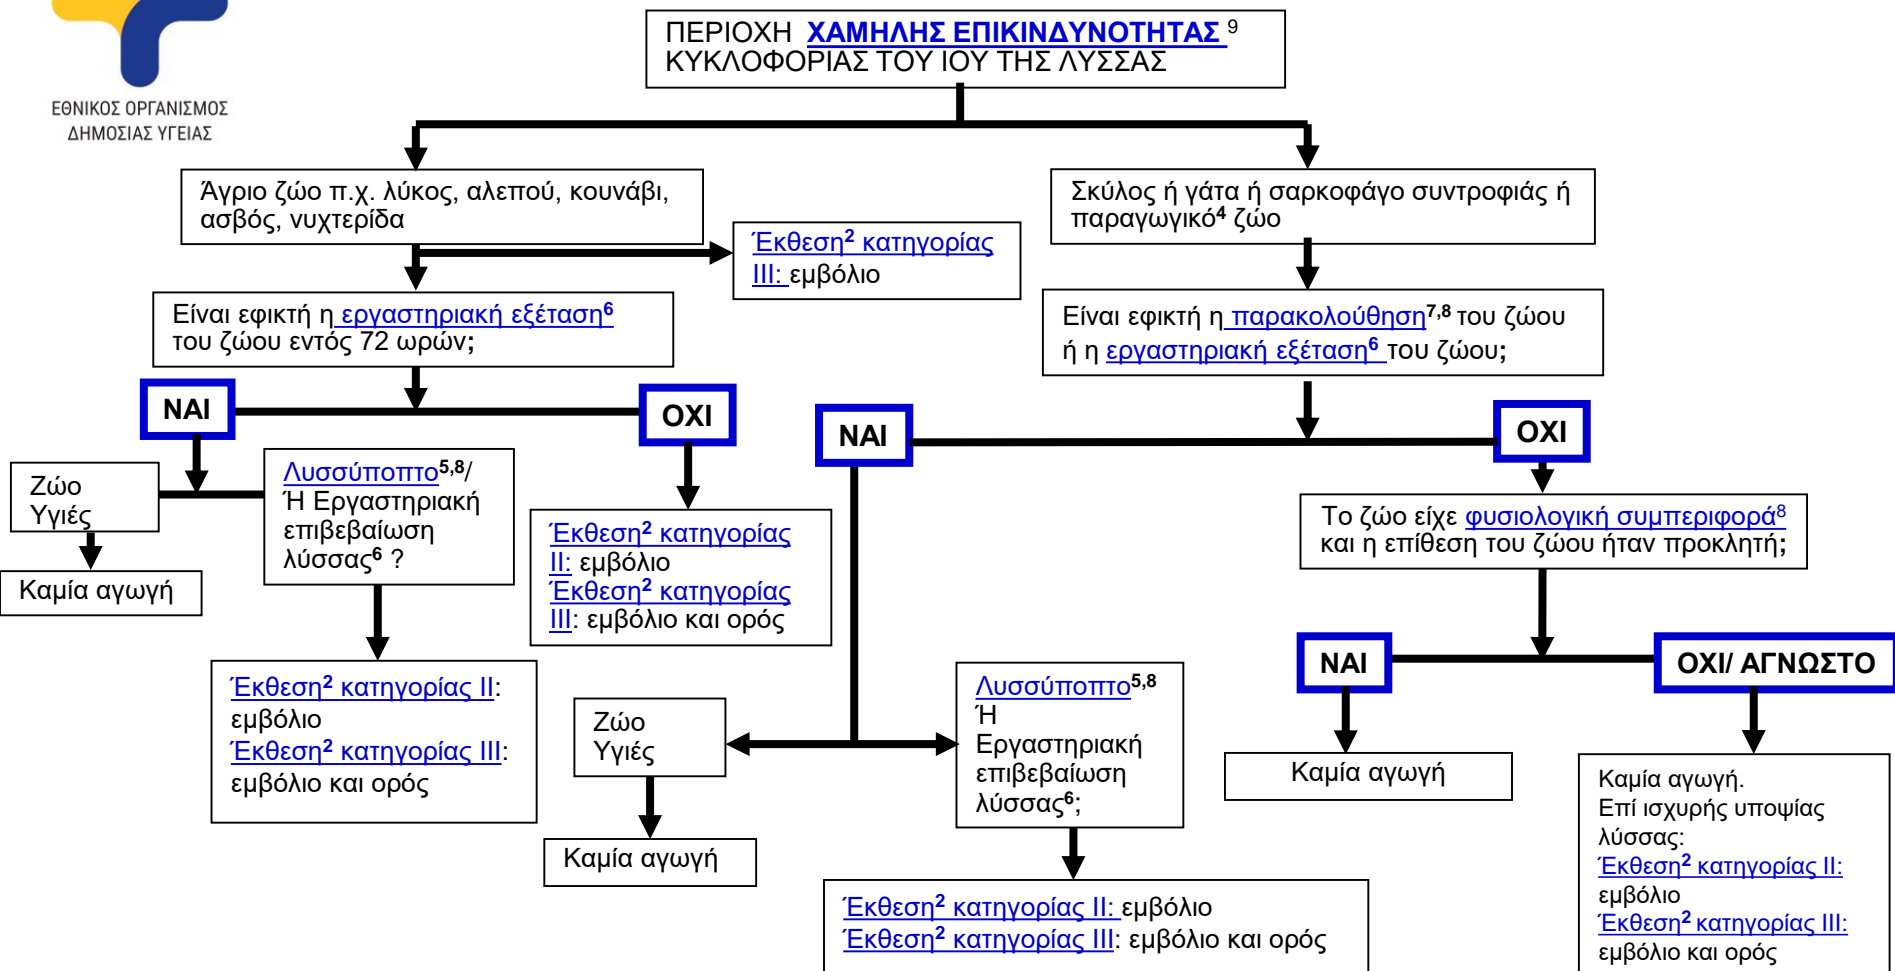 ΕΘΝΙΚΟΣ ΟΡΓΑΝΙΣΜΟΣ
ΔΗΜΟΣΙΑΣ ΥΓΕΙΑΣ
ΠΕΡΙΟΧΗ ΧΑΜΗΛΗΣ ΕΠΙΚΙΝΔΥΝΟΤΗΤΑΣ 9
ΚΥΚΛΟΦΟΡΙΑΣ ΤΟΥ ΙΟΥ ΤΗΣ ΛΥΣΣΑΣ
Άγριο ζώο π.χ. λύκος, αλεπού, κουνάβι,
ασβός, νυχτερίδα
Έκθεση2 κατηγορίας
III: εμβόλιο
Είναι εφικτή η εργαστηριακή εξέταση6
του ζώου εντός 72 ωρών;
ΝΑΙ
ΟΧΙ
Ζώο
Υγιές
Καμία αγωγή
Λυσσύποπτο5,8/
Ή Εργαστηριακή
επιβεβαίωση
λύσσας6 ?
Έκθεση2 κατηγορίας II:
εμβόλιο
Έκθεση2 κατηγορίας III:
εμβόλιο και ορός
Έκθεση2 κατηγορίας
II: εμβόλιο
Έκθεση2 κατηγορίας
III: εμβόλιο και ορός
Σκύλος ή γάτα ή σαρκοφάγο συντροφιάς ή
παραγωγικό4 ζώο
Είναι εφικτή η παρακολούθηση7,8 του ζώου
ή η εργαστηριακή εξέταση6 του ζώου;
ΝΑΙ
ΟΧΙ
Ζώο
Υγιές
Καμία αγωγή
Λυσσύποπτο5,8
Ή
Εργαστηριακή
επιβεβαίωση
λύσσας6;
Έκθεση2 κατηγορίας II: εμβόλιο
Έκθεση2 κατηγορίας III: εμβόλιο και ορός
Το ζώο είχε φυσιολογική συμπεριφορά8
και η επίθεση του ζώου ήταν προκλητή;
ΝΑΙ
ΟΧΙ/ ΑΓΝΩΣΤΟ
Καμία αγωγή
Καμία αγωγή.
Επί ισχυρής υποψίας
λύσσας:
Έκθεση2 κατηγορίας II:
εμβόλιο
Έκθεση2 κατηγορίας III:
εμβόλιο και ορός